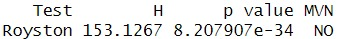 Test H p value MVN
Royston 153.1267 8.207907e-34 NO